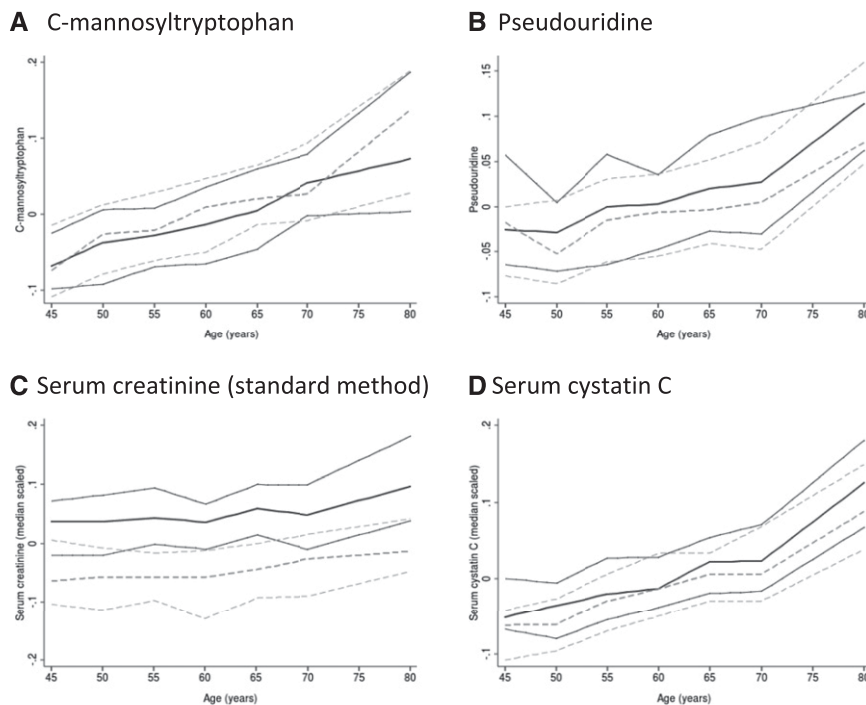 A C-mannosyltryptophan
C-mannosyltryptophan
.2
.1
0
-.1
45 50 55 60 65 70 75 80
Age (years)
B Pseudouridine
Pseudouridine
.15
.1
.05
0
-.05
-.1
45 50 55 60 65 70 75 80
Age (years)
C Serum creatinine (standard method)
Serum creatinine (median scaled)
.2
.1
0
-.1
-.2
45 50 55 60 65 70 75 80
Age (years)
D Serum cystatin C
Serum cystatin C (median scaled)
.2
.1
0
-.1
45 50 55 60 65 70 75 80
Age (years)